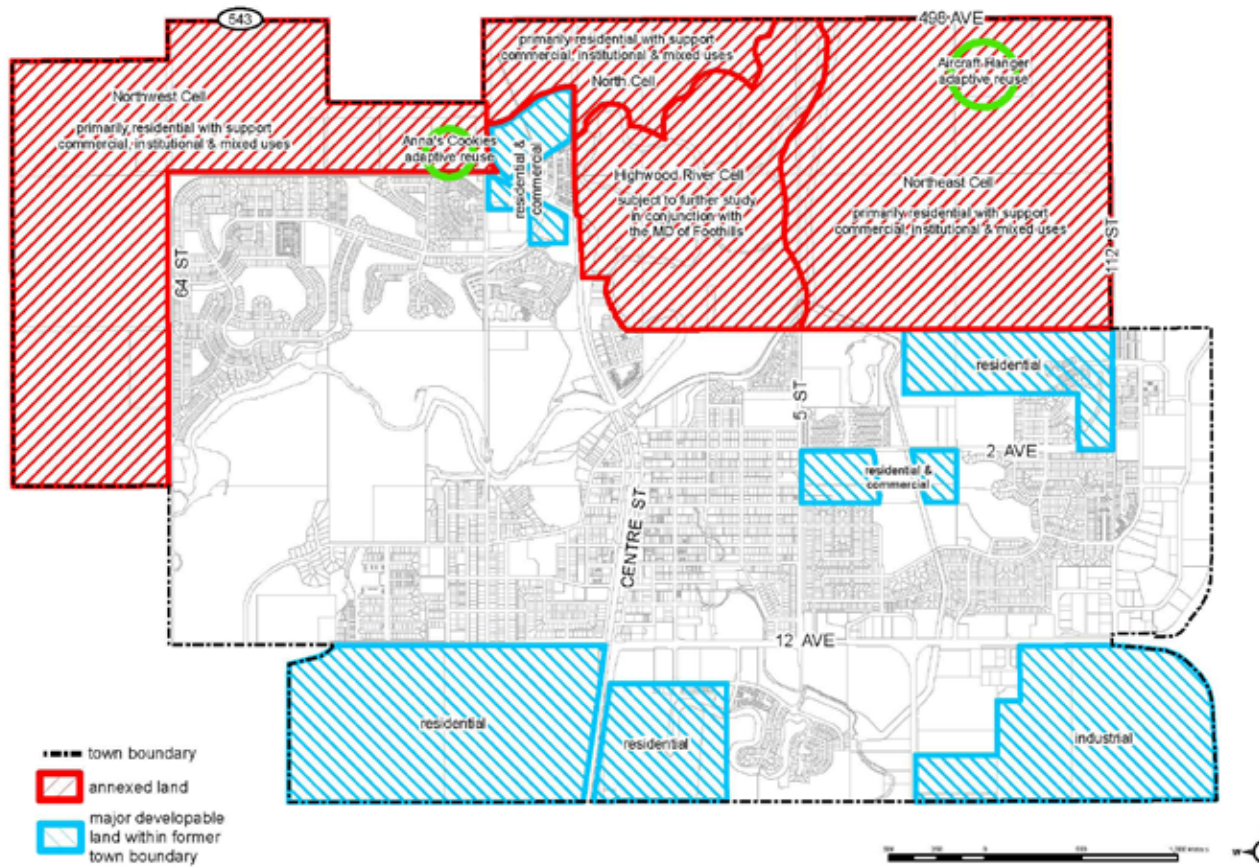 543
498 AVE
primarily residential with support
commercial, institutional & mixed uses
North Cell
Aircraft Hanger
adaptive reuse
Northwest Cell
primarily residential with support
commercial, institutional & mixed uses
Anna's Cookies
adaptive reuse
residential &
commercial
Highwood River Cell
subject to further study
in conjunction with
the MD of Foothills
Northeast Cell
primarily residential with support
commercial, institutional & mixed uses
64 ST
112 ST
residential
5 ST
2 AVE
residential &
commercial
CENTRE ST
12 AVE
residential
residential
industrial
town boundary
annexed land
major developable
land within former
town boundary
W